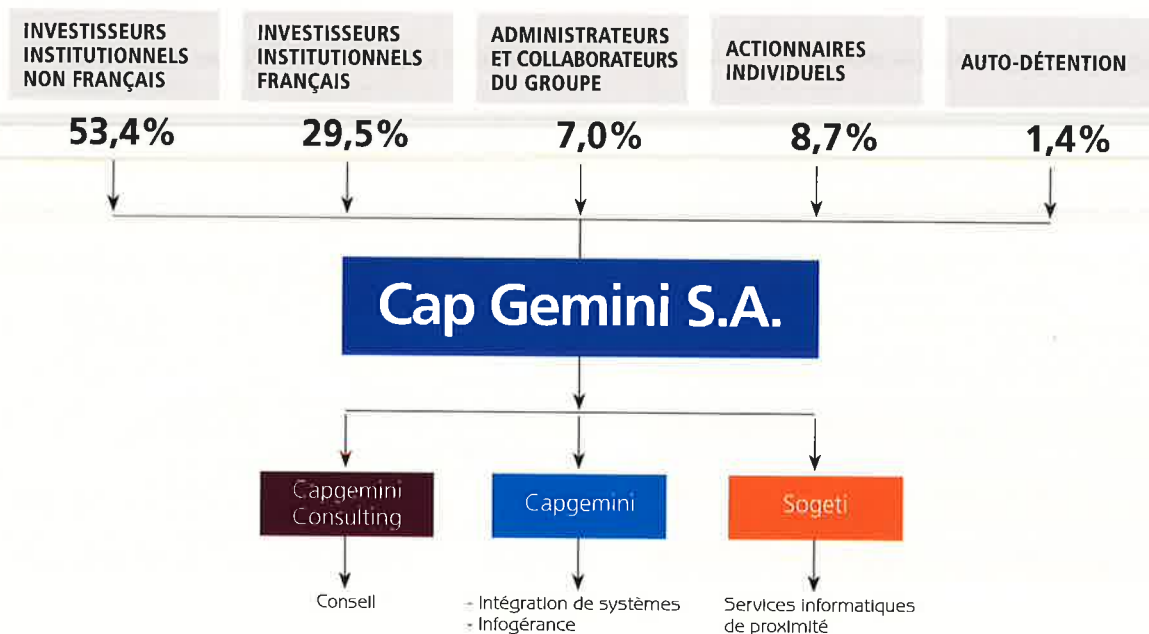 INVESTISSEURS
INSTITUTIONNELS
NON FRANÇAIS
INVESTISSEURS
INSTITUTIONNELS
FRANÇAIS
ADMINISTRATEURS
ET COLLABORATEURS
DU GROUPE
ACTIONNAIRES
INDIVIDUELS
AUTO-DÉTENTION
53,4%
29,5%
7,0%
8,7%
1,4%
Cap Gemini S.A.
Capgemini
Consulting
Capgemini
Sogeti
Conseil
- Intégration de systèmes
- Infogérance
Services informatiques
de proximité